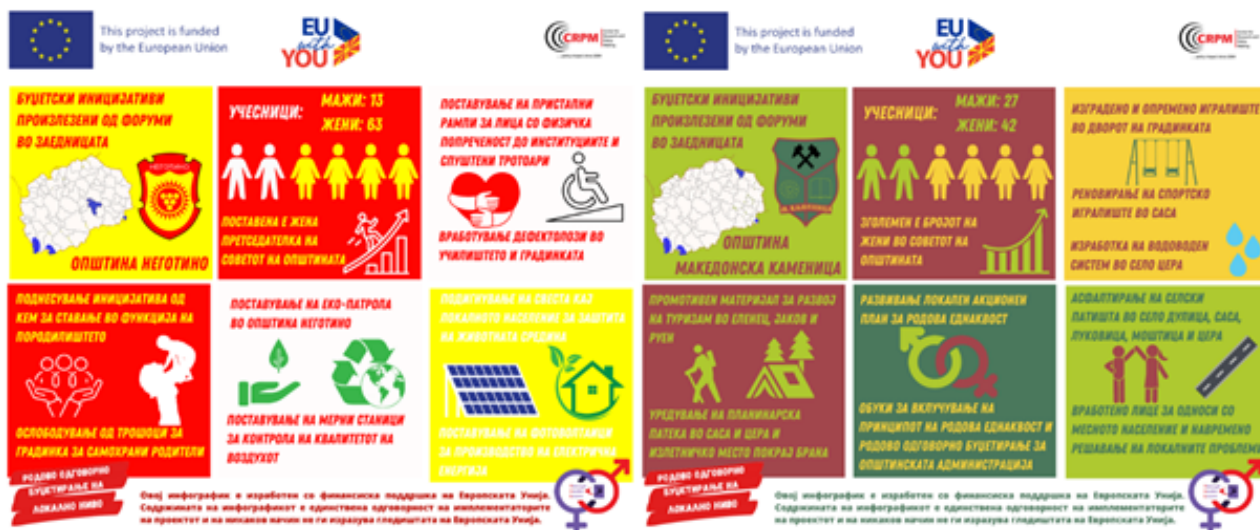 This project is funded
by the European Union
EU
with
YOU
CRPM
БУЏЕТСКИ ИНИЦИЈАТИВИ
ПРОИЗЛЕЗЕНИ ОД ФОРУМИ
ВО ЗАЕДНИЦАТА
НЕГОТИНО
ОПШТИНА НЕГОТИНО
УЧЕСНИЦИ:
МАЖИ: 13
ЖЕНИ: 63
ПОСТАВЕНА Е ЖЕНА
ПРЕТСЕДАТЕЛКА НА
СОВЕТОТ НА ОПШТИНАТА
ПОСТАВУВАЊЕ НА ПРИСТАПНИ
РАМПИ ЗА ЛИЦА СО ФИЗИЧКА
ПОПРЕЧЕНОСТ ДО ИНСТИТУЦИИТЕ И
СПУШТЕНИ ТРОТОАРИ
ВРАБОТУВАЊЕ ДЕФЕКТОЛОЗИ ВО
УЧИЛИШТЕТО И ГРАДИНКАТА
ПОДНЕСУВАЊЕ ИНИЦИЈАТИВА ОД
КЕМ ЗА СТАВАЊЕ ВО ФУНКЦИЈА НА
ПОРОДИЛИШТЕТО
ОСЛОБОДУВАЊЕ ОД ТРОШОЦИ ЗА
ГРАДИНКА ЗА САМОХРАНИ РОДИТЕЛИ
ПОСТАВУВАЊЕ НА ЕКО-ПАТРОЛА
ВО ОПШТИНА НЕГОТИНО
ПОСТАВУВАЊЕ НА МЕРНИ СТАНИЦИ
ЗА КОНТРОЛА НА КВАЛИТЕТОТ НА
ВОЗДУХОТ
ПОДИГНУВАЊЕ НА СВЕСТА КАЈ
ЛОКАЛНОТО НАСЕЛЕНИЕ ЗА ЗАШТИТА
НА ЖИВОТНАТА СРЕДИНА
ПОСТАВУВАЊЕ НА ФОТОВОЛТАИЦИ
ЗА ПРОИЗВОДСТВО НА ЕЛЕКТРИЧНА
ЕНЕРГИЈА
РОДОВО ОДГОВОРНО
БУЏЕТИРАЊЕ НА
ЛОКАЛНО НИВО
Овој инфографик е изработен со финансиска поддршка на Европската Унија.
Содржината на инфографикот е единствена одговорност на имплементаторите
на проектот и на никаков начин не ги изразува гледиштата на Европската Унија.
This project is funded
by the European Union
EU
with
YOU
CRPM
БУЏЕТСКИ ИНИЦИЈАТИВИ
ПРОИЗЛЕЗЕНИ ОД ФОРУМИ
ВО ЗАЕДНИЦАТА
М. КАМЕНИЦА
ОПШТИНА
МАКЕДОНСКА КАМЕНИЦА
УЧЕСНИЦИ:
МАЖИ: 27
ЖЕНИ: 42
ЗГОЛЕМЕН Е БРОЈОТ НА
ЖЕНИ ВО СОВЕТОТ НА
ОПШТИНАТА
ИЗГРАДЕНО И ОПРЕМЕНО ИГРАЛИШТЕ
ВО ДВОРОТ НА ГРАДИНКАТА
РЕНОВИРАЊЕ НА СПОРТСКО
ИГРАЛИШТЕ ВО САСА
ИЗРАБОТКА НА ВОДОВОДЕН
СИСТЕМ ВО СЕЛО ЦЕРА
ПРОМОТИВЕН МАТЕРИЈАЛ ЗА РАЗВОЈ
НА ТУРИЗАМ ВО ЕЛЕНЕЦ, ЈАКОВ И
РУЕН
УРЕДУВАЊЕ НА ПЛАНИНАРСКА
ПАТЕКА ВО САСА И ЦЕРА И
ИЗЛЕТНИЧКО МЕСТО ПОКРАЈ БРАНА
РАЗВИВАЊЕ ЛОКАЛЕН АКЦИОНЕН
ПЛАН ЗА РОДОВА ЕДНАКВОСТ
ОБУКИ ЗА ВКЛУЧУВАЊЕ НА
ПРИНЦИПОТ НА РОДОВА ЕДНАКВОСТ И
РОДОВО ОДГОВОРНО БУЏЕТИРАЊЕ ЗА
ОПШТИНСКАТА АДМИНИСТРАЦИЈА
АСФАЛТИРАЊЕ НА СЕЛСКИ
ПАТИШТА ВО СЕЛО ДУЛИЦА, САСА,
ЛУКОВИЦА, МОШТИЦА И ЦЕРА
ВРАБОТЕНО ЛИЦЕ ЗА ОДНОСИ СО
МЕСНОТО НАСЕЛЕНИЕ И НАВРЕМЕНО
РЕШАВАЊЕ НА ЛОКАЛНИТЕ ПРОБЛЕМИ
РОДОВО ОДГОВОРНО
БУЏЕТИРАЊЕ НА
ЛОКАЛНО НИВО
Овој инфографик е изработен со финансиска поддршка на Европската Унија.
Содржината на инфографикот е единствена одговорност на имплементаторите
на проектот и на никаков начин не ги изразува гледиштата на Европската Унија.